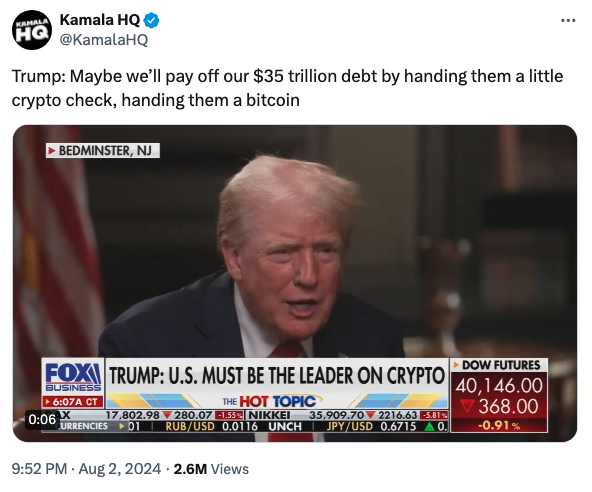 KAMALA
HQ
Kamala HQ
@KamalaHQ
Trump: Maybe we’ll pay off our $35 trillion debt by handing them a little
crypto check, handing them a bitcoin
BEDMINSTER, NJ
FOX
BUSINESS
TRUMP: U.S. MUST BE THE LEADER ON CRYPTO
DOW FUTURES
40,146.00
368.00
-0.91%
6:07A CT
THE HOT TOPIC
0:06
AX 17,802.98 280.07 -1.55% NIKKEI 35,909.70 2216.63 -5.81%
URRENCIES 01 RUB/USD 0.0116 UNCH JPY/USD 0.6715 0.
9:52 PM · Aug 2, 2024 · 2.6M Views